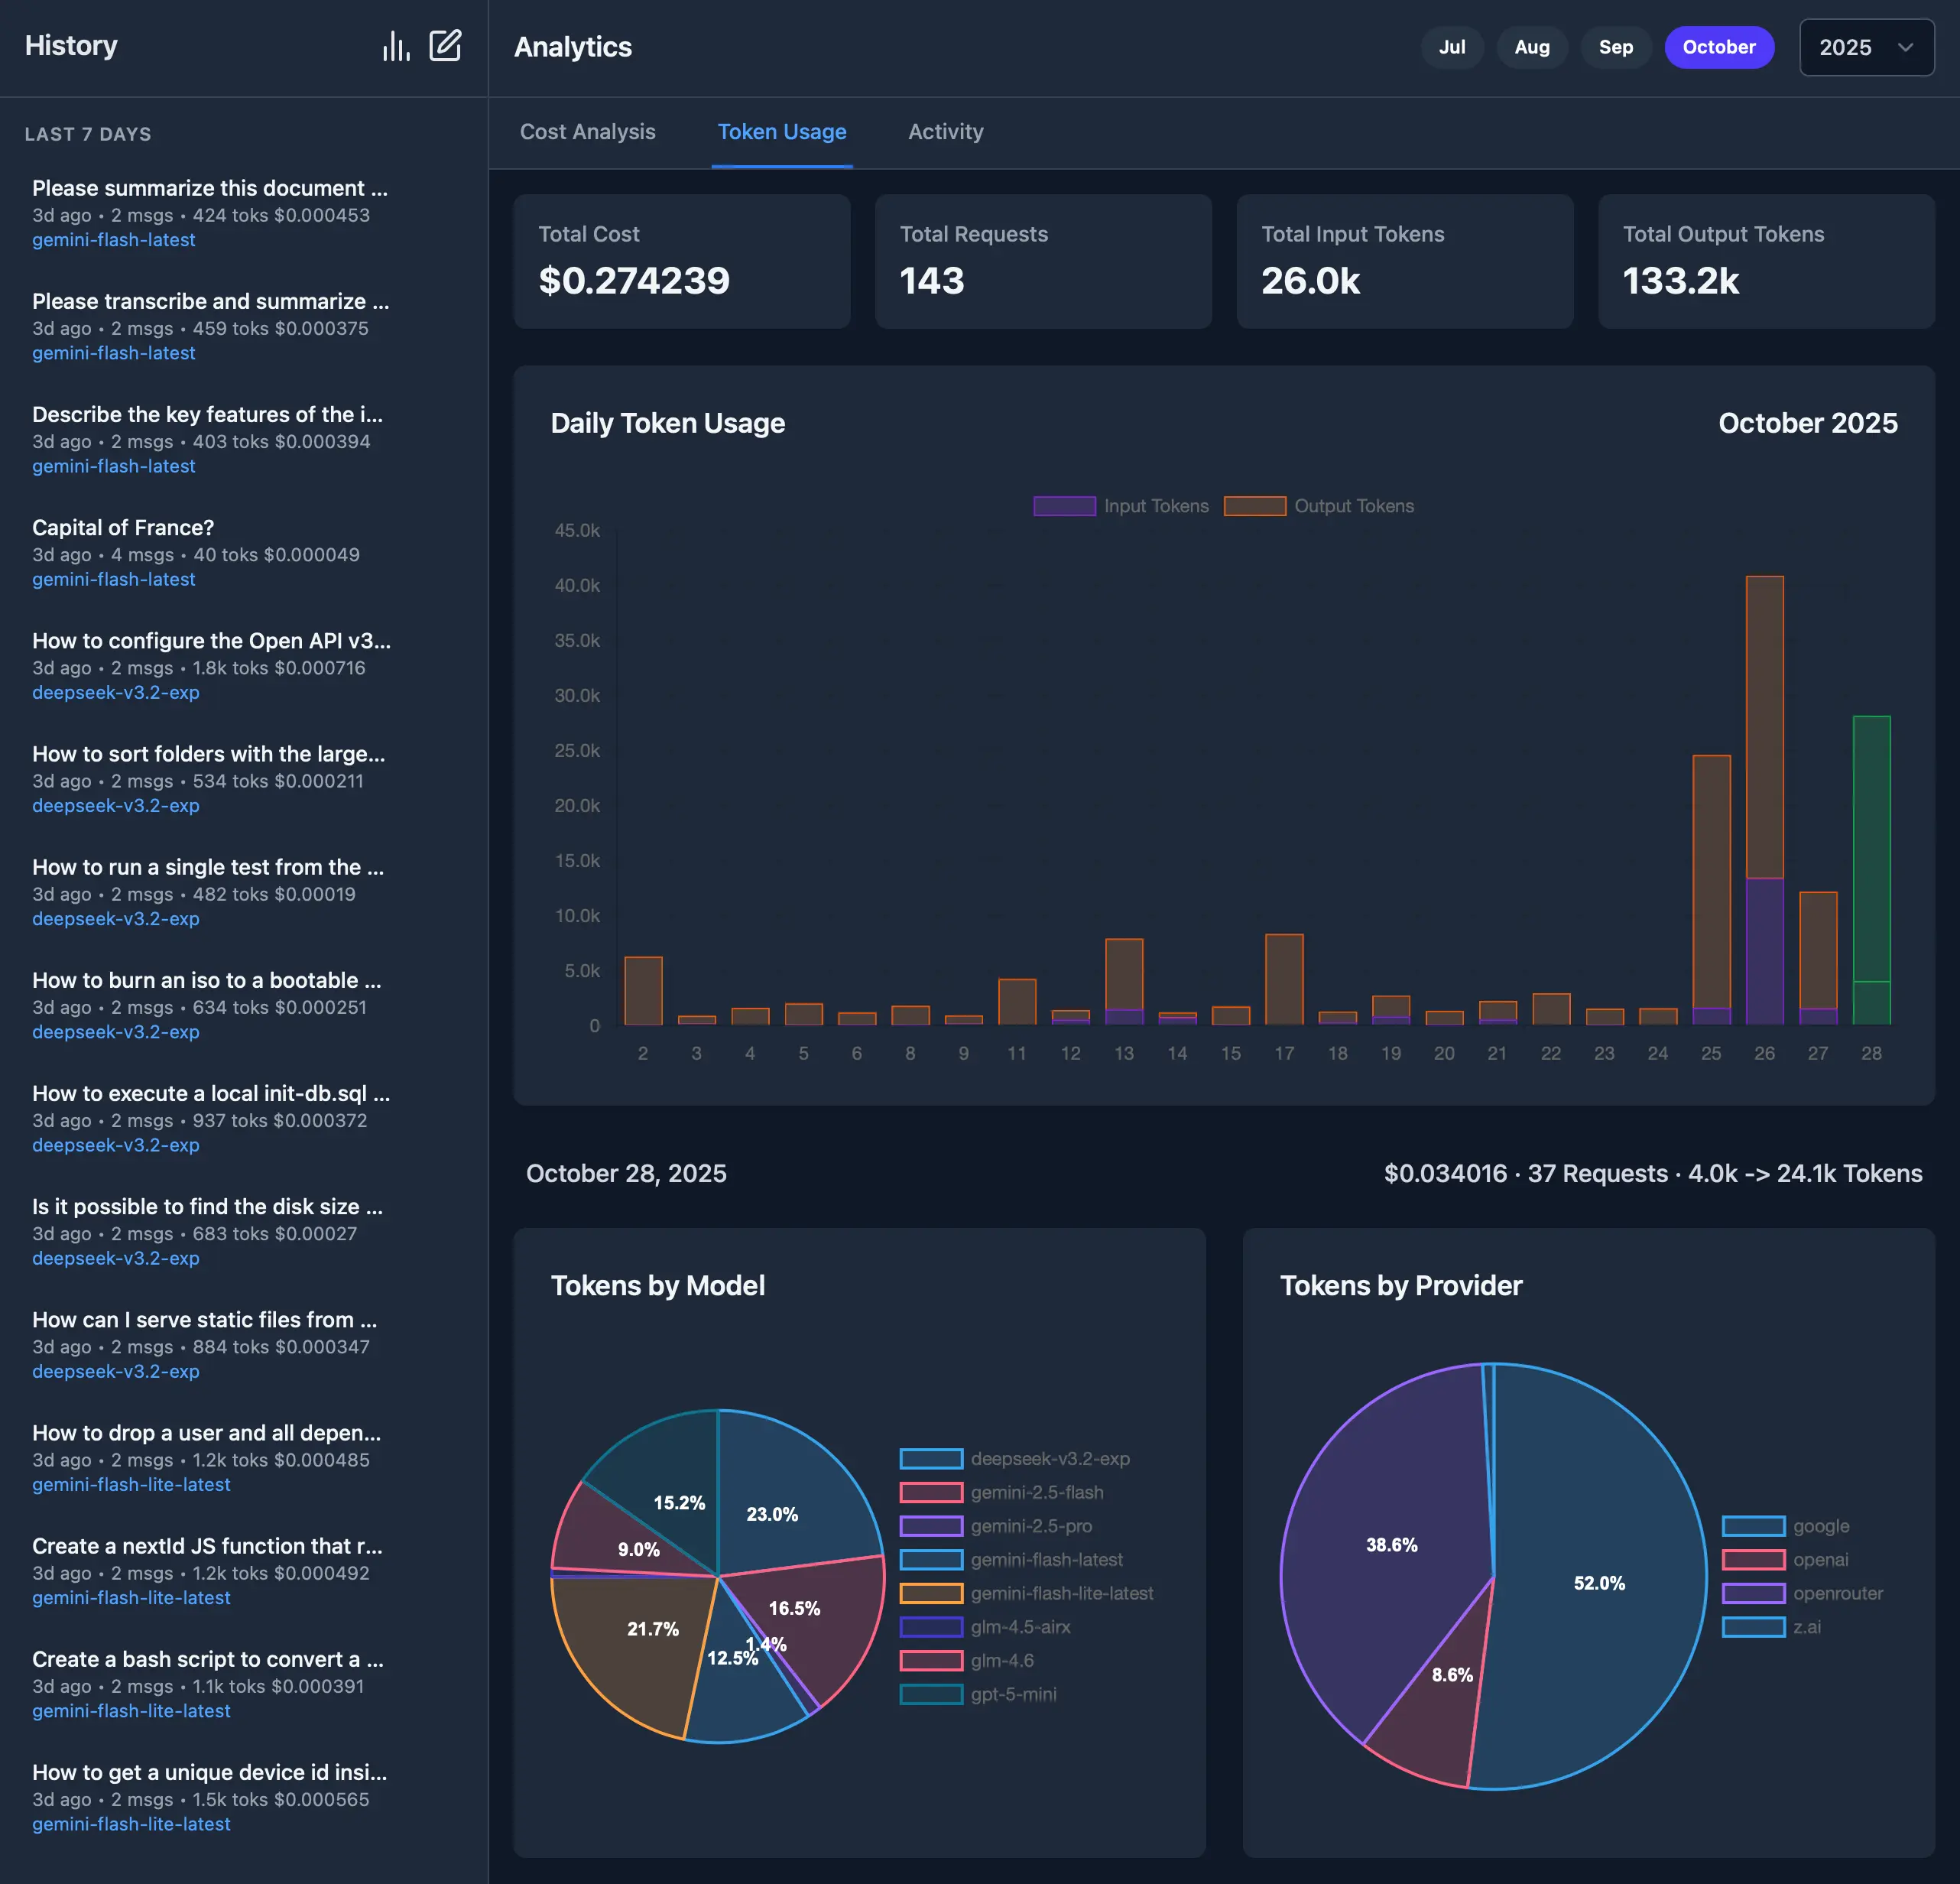 History
LAST 7 DAYS
Please summarize this document ...
3d ago • 2 msgs • 424 toks $0.000453
gemini-flash-latest
Please transcribe and summarize ...
3d ago • 2 msgs • 459 toks $0.000375
gemini-flash-latest
Describe the key features of the i...
3d ago • 2 msgs • 403 toks $0.000394
gemini-flash-latest
Capital of France?
3d ago • 4 msgs • 40 toks $0.000049
gemini-flash-latest
How to configure the Open API v3...
3d ago • 2 msgs • 1.8k toks $0.000716
deepseek-v3.2-exp
How to sort folders with the large...
3d ago • 2 msgs • 534 toks $0.000211
deepseek-v3.2-exp
How to run a single test from the ...
3d ago • 2 msgs • 482 toks $0.00019
deepseek-v3.2-exp
How to burn an iso to a bootable ...
3d ago • 2 msgs • 634 toks $0.000251
deepseek-v3.2-exp
How to execute a local init-db.sql ...
3d ago • 2 msgs • 937 toks $0.000372
deepseek-v3.2-exp
Is it possible to find the disk size ...
3d ago • 2 msgs • 683 toks $0.00027
deepseek-v3.2-exp
How can I serve static files from ...
3d ago • 2 msgs • 884 toks $0.000347
deepseek-v3.2-exp
How to drop a user and all depen...
3d ago • 2 msgs • 1.2k toks $0.000485
gemini-flash-lite-latest
Create a nextId JS function that r...
3d ago • 2 msgs • 1.2k toks $0.000492
gemini-flash-lite-latest
Create a bash script to convert a ...
3d ago • 2 msgs • 1.1k toks $0.000391
gemini-flash-lite-latest
How to get a unique device id insi...
3d ago • 2 msgs • 1.5k toks $0.000565
gemini-flash-lite-latest
Analytics
Jul Aug Sep October 2025
Cost Analysis Token Usage Activity
Total Cost
$0.274239
Total Requests
143
Total Input Tokens
26.0k
Total Output Tokens
133.2k
Daily Token Usage October 2025
Input Tokens Output Tokens
45.0k
40.0k
35.0k
30.0k
25.0k
20.0k
15.0k
10.0k
5.0k
0
2 3 4 5 6 8 9 11 12 13 14 15 17 18 19 20 21 22 23 24 25 26 27 28
October 28, 2025 $0.034016 · 37 Requests · 4.0k -> 24.1k Tokens
Tokens by Model
15.2%
23.0%
9.0%
16.5%
21.7%
1.4%
12.5%
deepseek-v3.2-exp
gemini-2.5-flash
gemini-2.5-pro
gemini-flash-latest
gemini-flash-lite-latest
glm-4.5-airx
glm-4.6
gpt-5-mini
Tokens by Provider
38.6%
52.0%
8.6%
google
openai
openrouter
z.ai